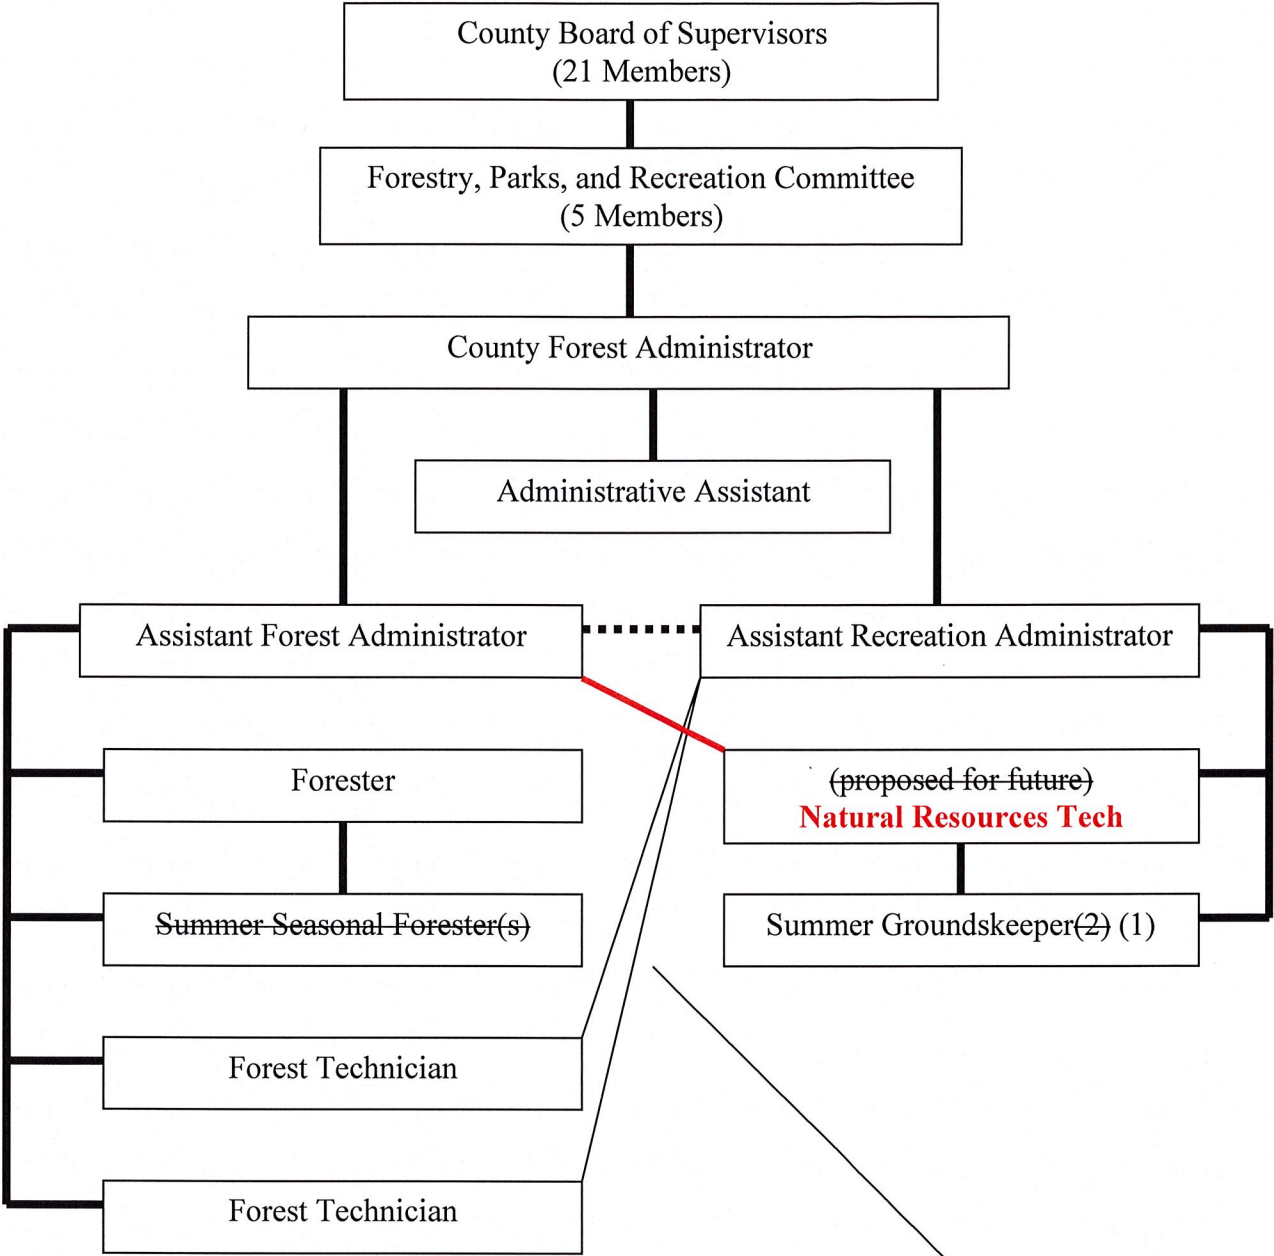 County Board of Supervisors
(21 Members)
Forestry, Parks, and Recreation Committee
(5 Members)
County Forest Administrator
Administrative Assistant
Assistant Forest Administrator
Assistant Recreation Administrator
Forester
(proposed for future)
Natural Resources Tech
Summer Seasonal Forester(s)
Summer Groundskeeper(2) (1)
Forest Technician
Forest Technician